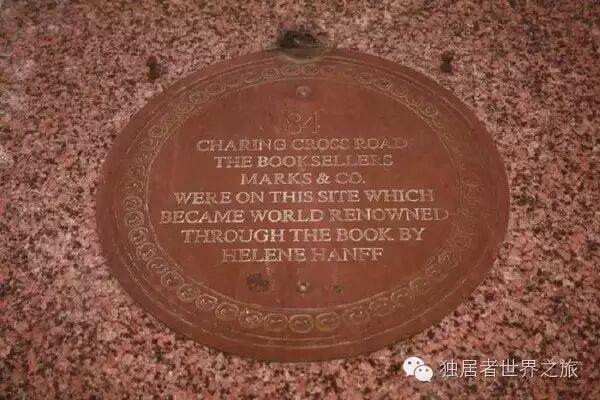 84
CHARING CROSS ROAD
THE BOOKSELLERS
MARKS & CO.
WERE ON THIS SITE WHICH
BECAME WORLD RENOWNED
THROUGH THE BOOK BY
HELENE HANFF
独居者世界之旅